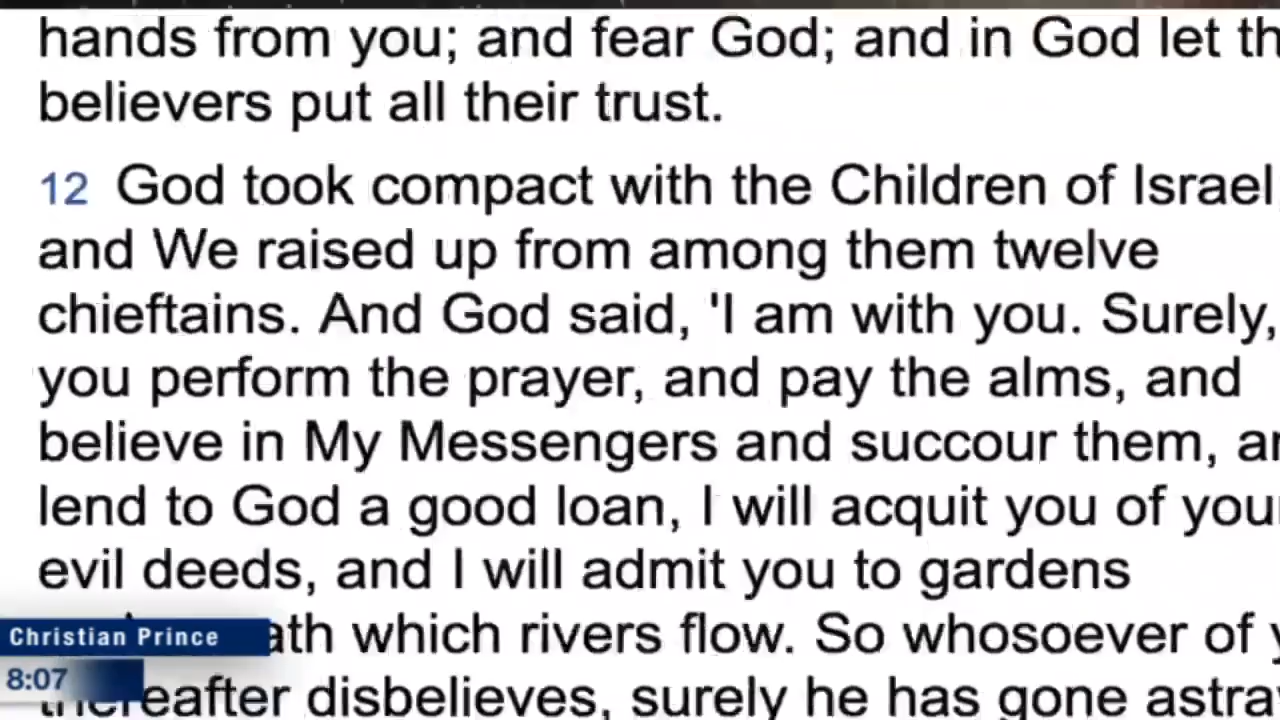 hands from you; and fear God; and in God let th
believers put all their trust.
12 God took compact with the Children of Israel
and We raised up from among them twelve
chieftains. And God said, 'I am with you. Surely,
you perform the prayer, and pay the alms, and
believe in My Messengers and succour them, an
lend to God a good loan, I will acquit you of you
evil deeds, and I will admit you to gardens
ath which rivers flow. So whosoever of y
thereafter disbelieves, surely he has gone astra
Christian Prince
8:07